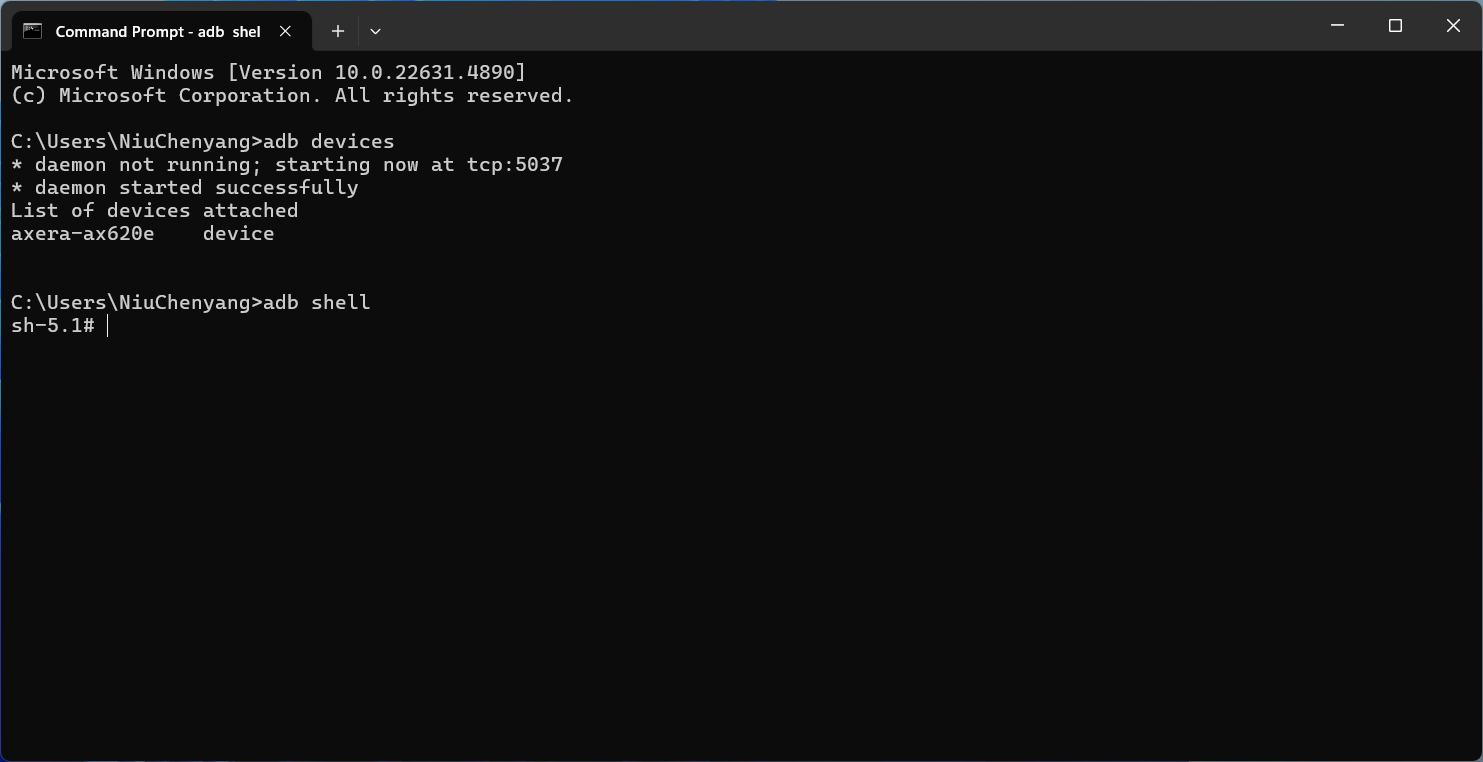 Command Prompt - adb  shel
Microsoft Windows [Version 10.0.22631.4890]
(c) Microsoft Corporation. All rights reserved.
C:\Users\NiuChenyang>adb devices
* daemon not running; starting now at tcp:5037
* daemon started successfully
List of devices attached
axera-ax620e    device
C:\Users\NiuChenyang>adb shell
sh-5.1#